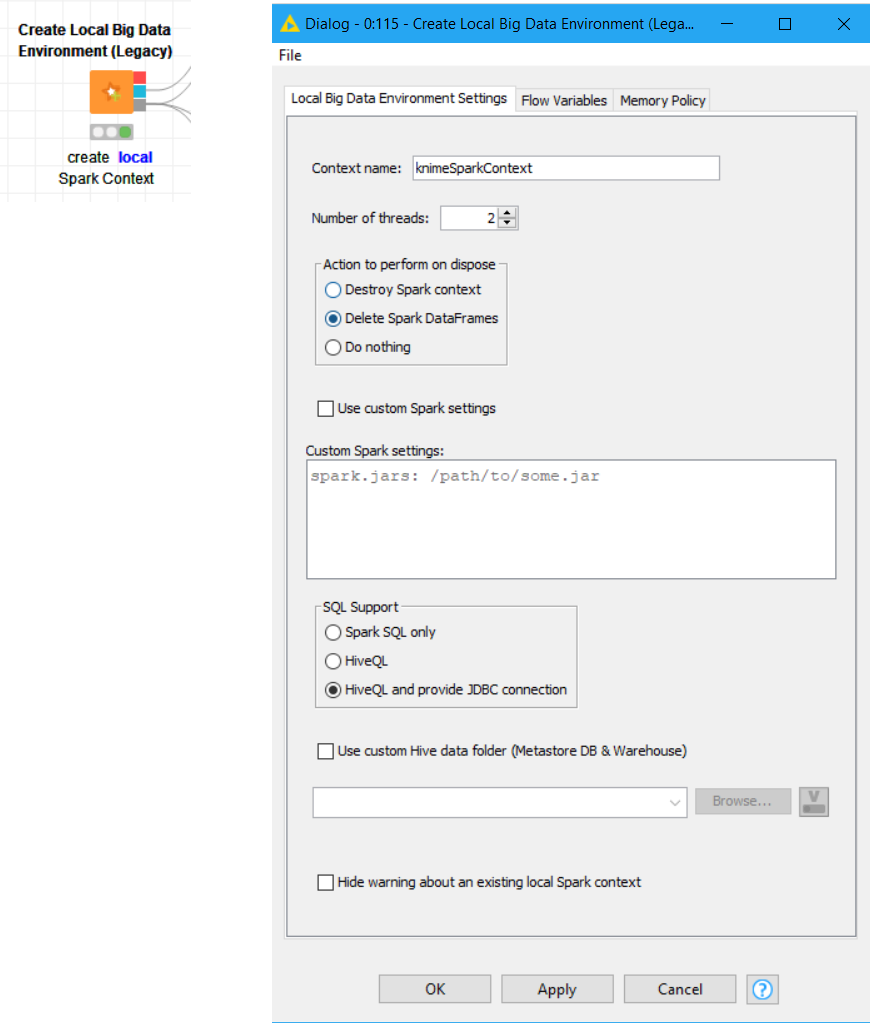 Create Local Big Data
Environment (Legacy)
create local
Spark Context
Dialog - 0:115 - Create Local Big Data Environment (Lega...
File
Local Big Data Environment Settings
Flow Variables
Memory Policy
Context name:
knimeSparkContext
Number of threads:
2
Action to perform on dispose
Destroy Spark context
Delete Spark DataFrames
Do nothing
Use custom Spark settings
Custom Spark settings:
spark.jars: /path/to/some.jar
SQL Support
Spark SQL only
HiveQL
HiveQL and provide JDBC connection
Use custom Hive data folder (Metastore DB & Warehouse)
Browse...
V
Hide warning about an existing local Spark context
OK
Apply
Cancel
?